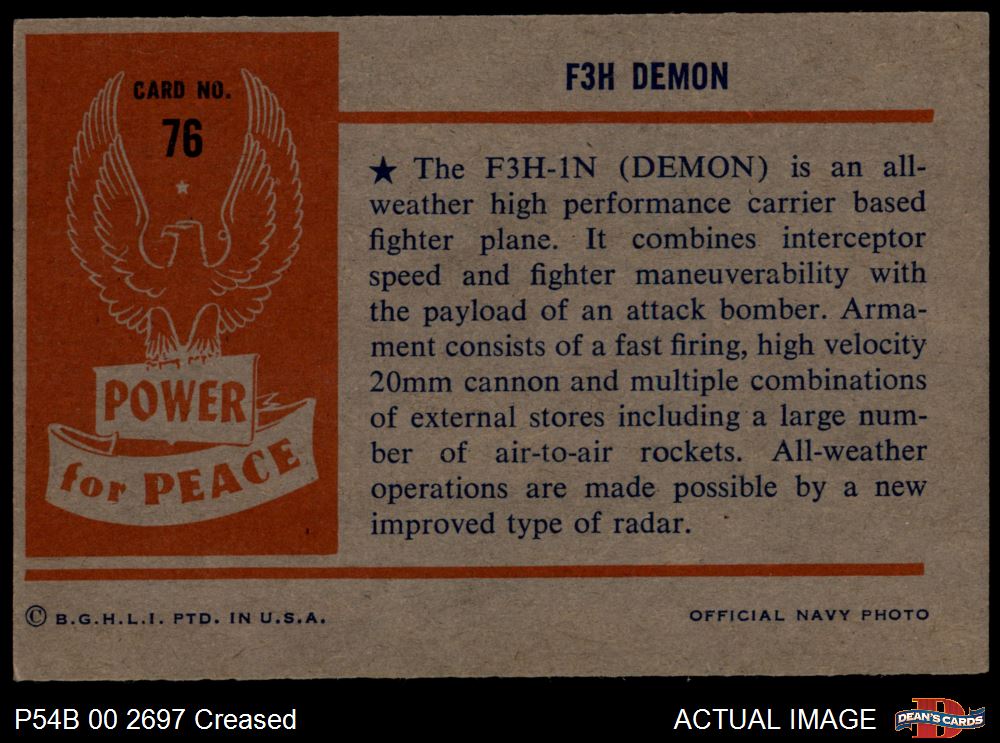 CARD NO.
76
POWER
for PEACE
F3H DEMON
★ The F3H-1N (DEMON) is an all-
weather high performance carrier based
fighter plane. It combines interceptor
speed and fighter maneuverability with
the payload of an attack bomber. Arma-
ment consists of a fast firing, high velocity
20mm cannon and multiple combinations
of external stores including a large num-
ber of air-to-air rockets. All-weather
operations are made possible by a new
improved type of radar.
© B.G.H.L.I. PTD. IN U.S.A.
OFFICIAL NAVY PHOTO
P54B 00 2697 Creased
ACTUAL IMAGE
DEAN'S CARDS